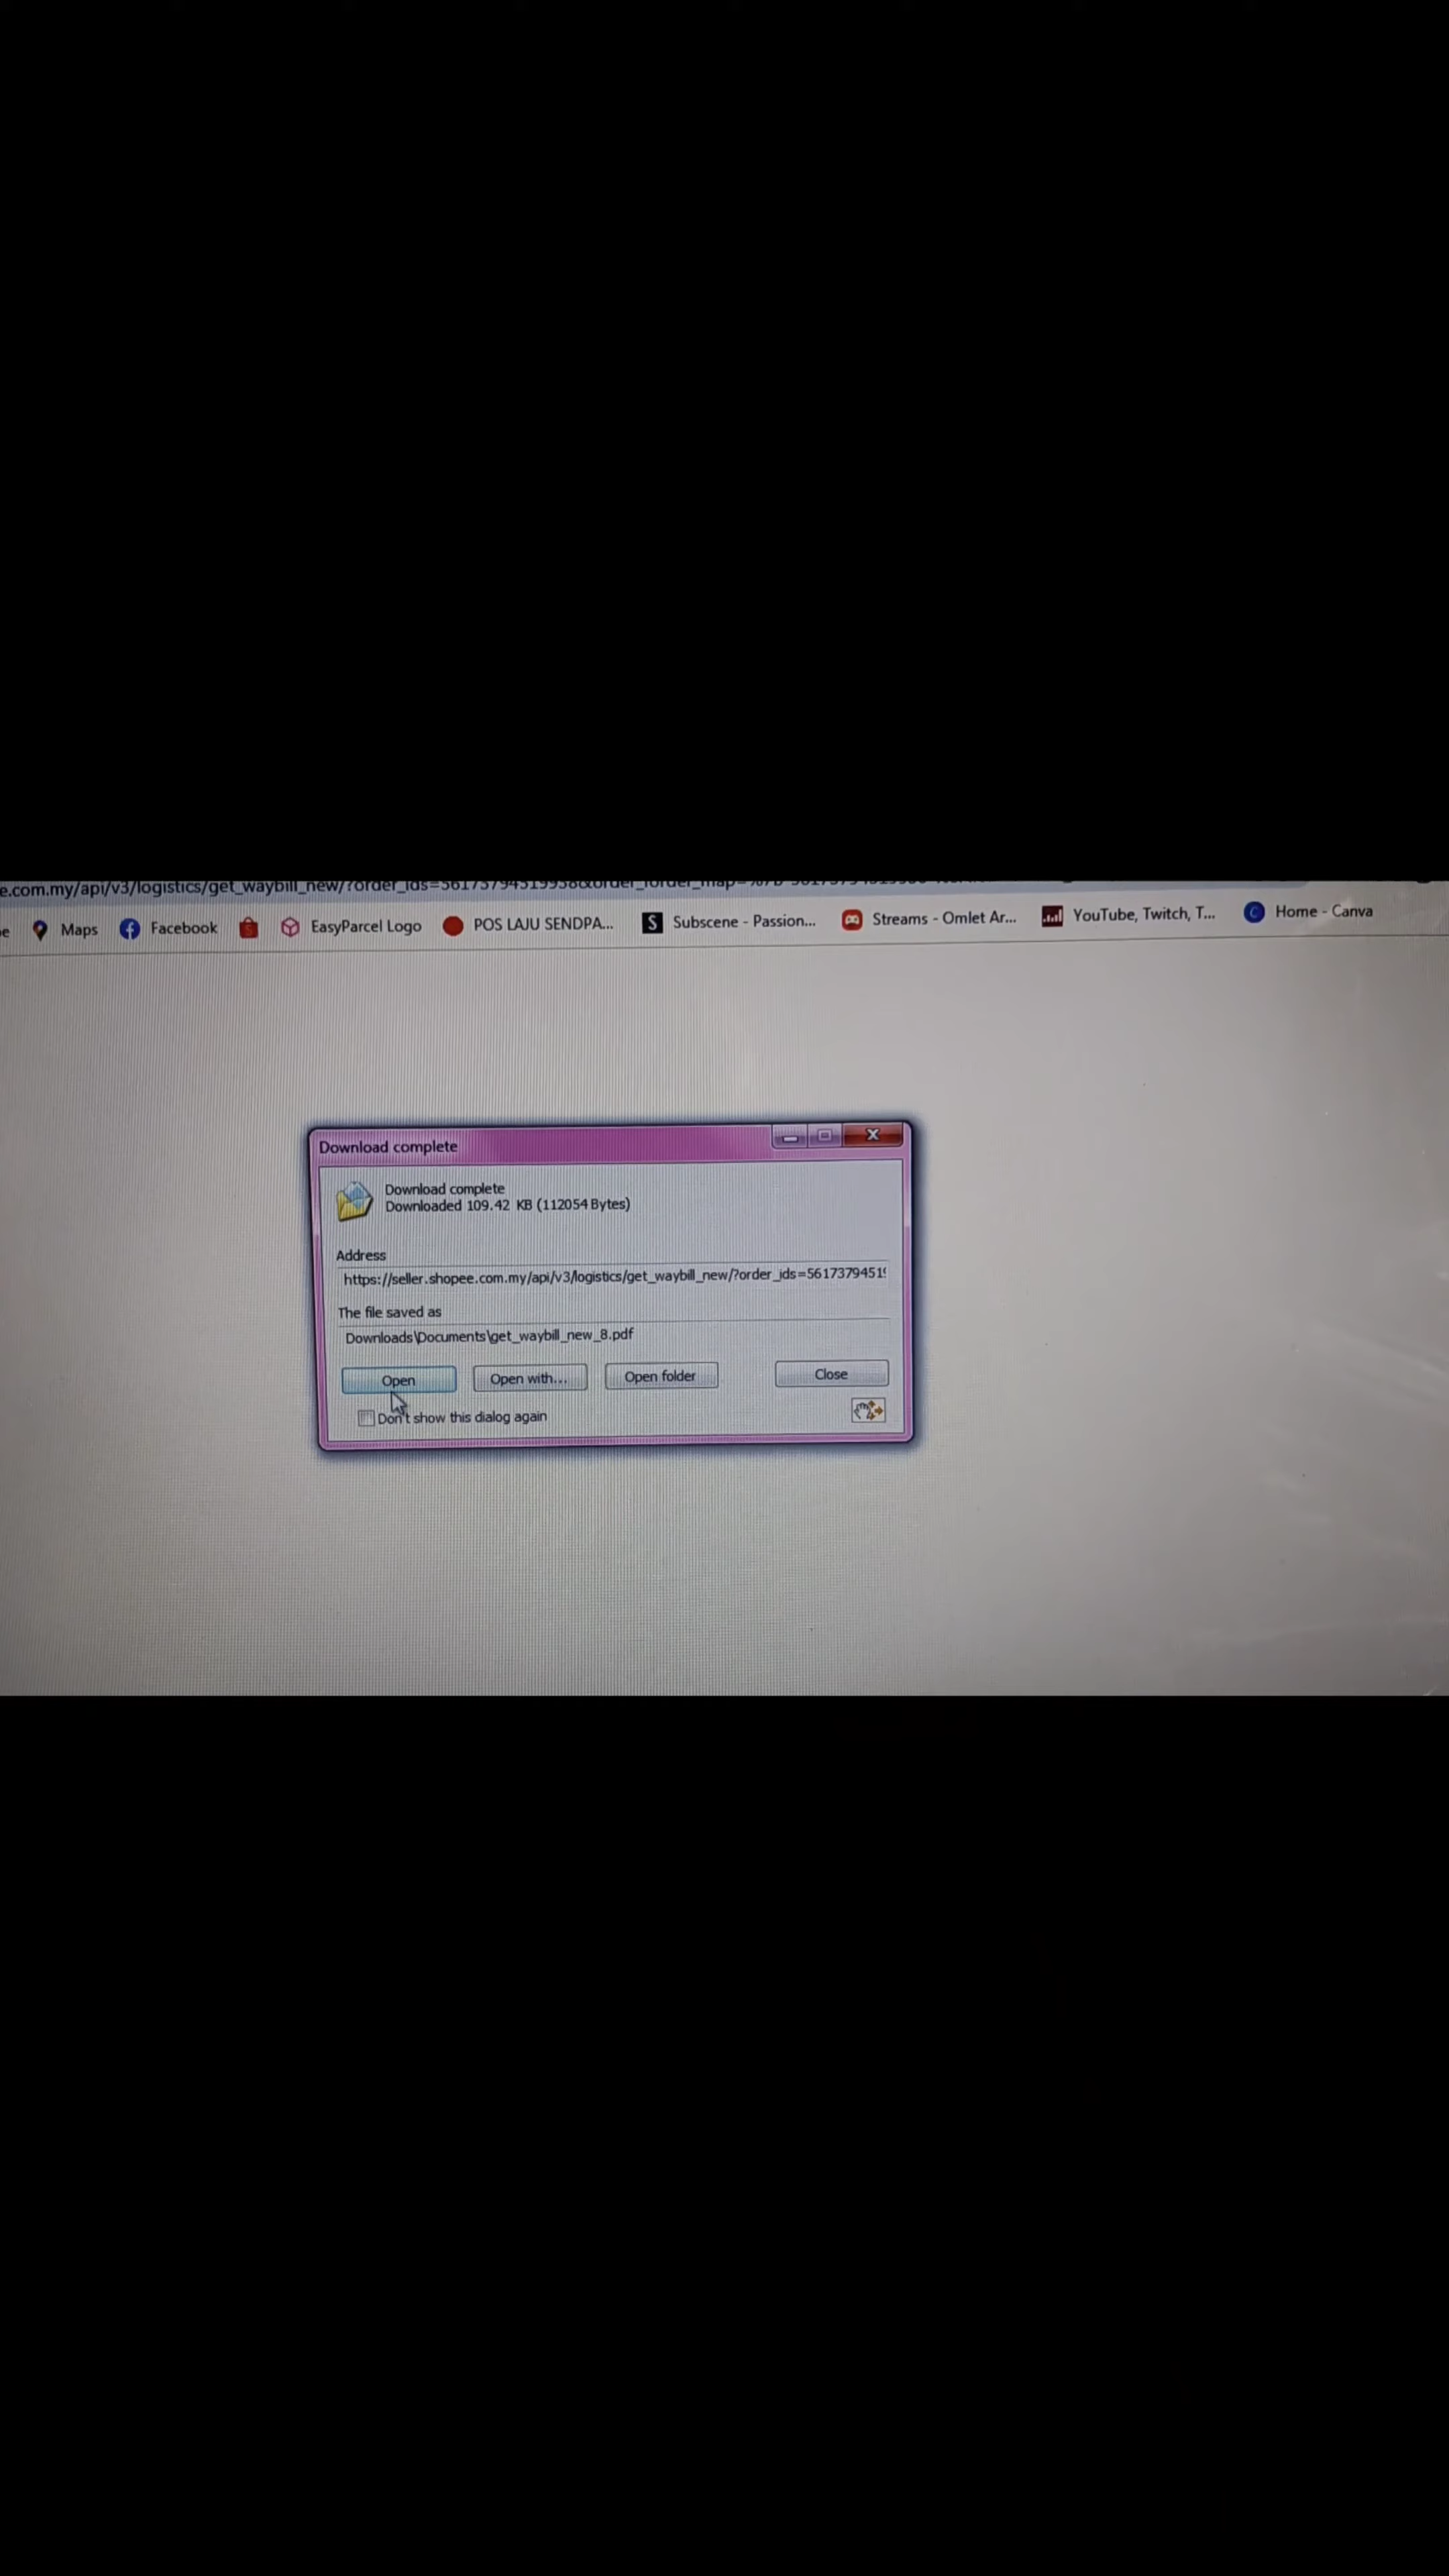 e.com.my/api/v3/logistics/get_waybill_new/?order_ids=56173794519938&order_forder_map=%7B
Maps Facebook EasyParcel Logo POS LAJU SENDPA... Subscene - Passion... Streams - Omlet Ar... YouTube, Twitch, T... Home - Canva
Download complete
Download complete
Downloaded 109.42 KB (112054 Bytes)
Address
https://seller.shopee.com.my/api/v3/logistics/get_waybill_new/?order_ids=5617379451
The file saved as
Downloads\Documents\get_waybill_new_8.pdf
Open Open with... Open folder Close
Don't show this dialog again